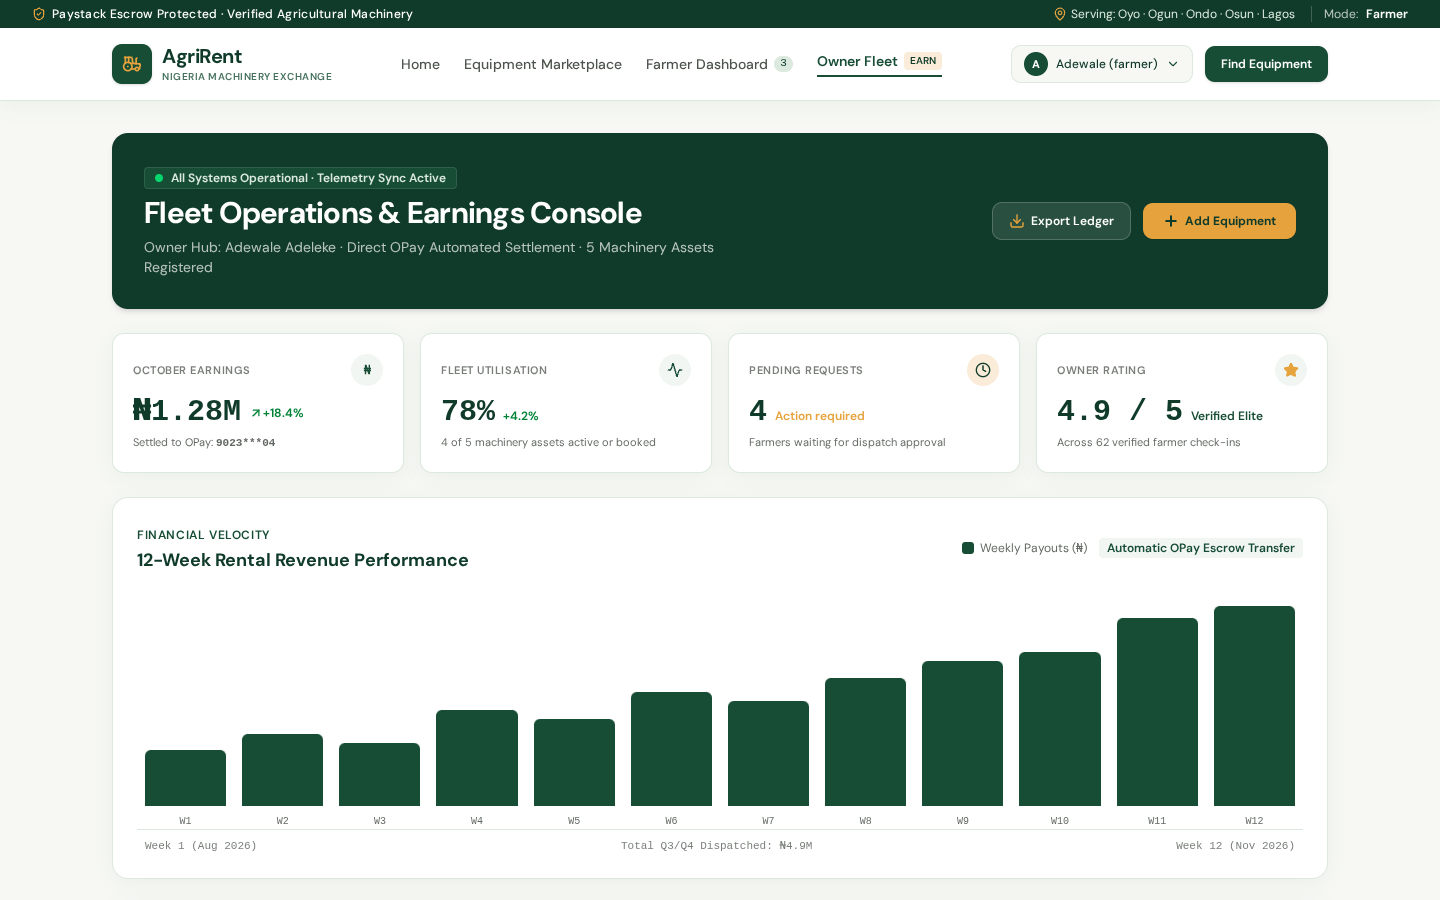 Paystack Escrow Protected · Verified Agricultural Machinery
Serving: Oyo · Ogun · Ondo · Osun · Lagos
Mode: Farmer
AgriRent
NIGERIA MACHINERY EXCHANGE
Home
Equipment Marketplace
Farmer Dashboard 3
Owner Fleet EARN
A Adewale (farmer)
Find Equipment
All Systems Operational · Telemetry Sync Active
Fleet Operations & Earnings Console
Owner Hub: Adewale Adeleke · Direct OPay Automated Settlement · 5 Machinery Assets
Registered
Export Ledger
Add Equipment
OCTOBER EARNINGS
₦
₦1.28M +18.4%
Settled to OPay: 9023***04
FLEET UTILISATION
78% +4.2%
4 of 5 machinery assets active or booked
PENDING REQUESTS
4 Action required
Farmers waiting for dispatch approval
OWNER RATING
4.9 / 5 Verified Elite
Across 62 verified farmer check-ins
FINANCIAL VELOCITY
12-Week Rental Revenue Performance
Weekly Payouts (₦)
Automatic OPay Escrow Transfer
W1 W2 W3 W4 W5 W6 W7 W8 W9 W10 W11 W12
Week 1 (Aug 2026)
Total Q3/Q4 Dispatched: ₦4.9M
Week 12 (Nov 2026)